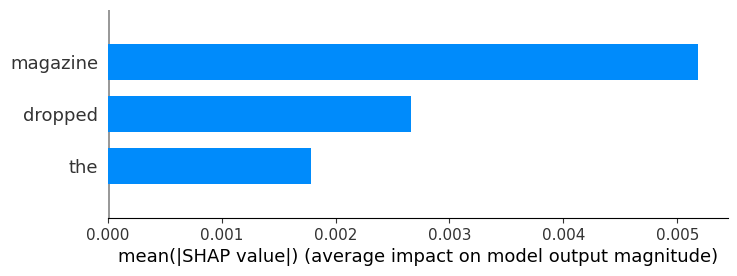 magazine
dropped
the
0.000 0.001 0.002 0.003 0.004 0.005
mean(|SHAP value|) (average impact on model output magnitude)